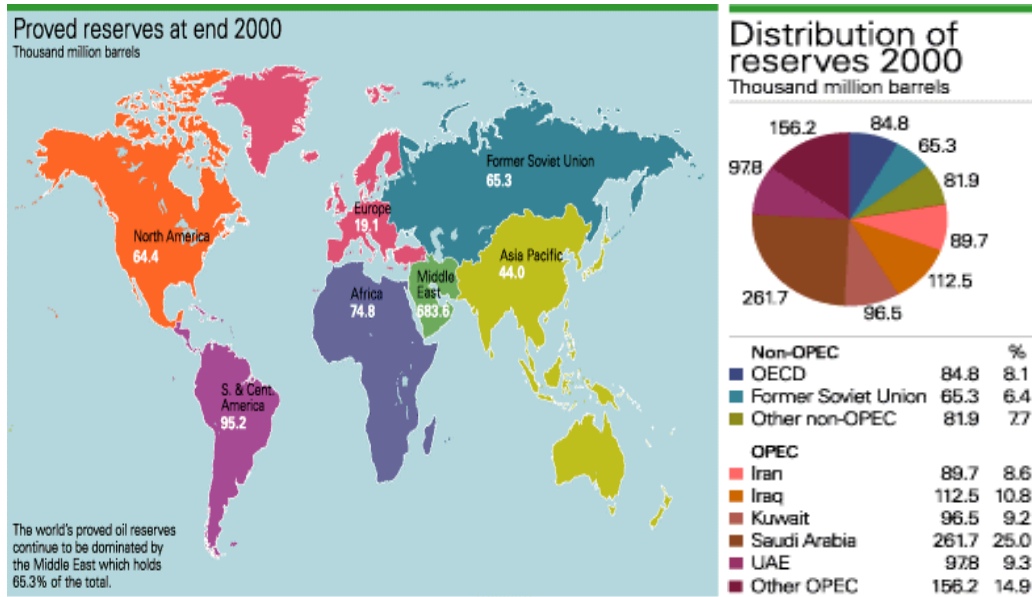 Proved reserves at end 2000
Thousand million barrels
Former Soviet Union
65.3
Europe
19.1
North America
64.4
Asia Pacific
44.0
Middle
East
683.6
Africa
74.8
S. & Cent.
America
95.2
The world's proved oil reserves
continue to be dominated by
the Middle East which holds
65.3% of the total.
Distribution of
reserves 2000
Thousand million barrels
156.2
84.8
65.3
97.8
81.9
89.7
112.5
261.7
96.5
Non-OPEC %
OECD 84.8 8.1
Former Soviet Union 65.3 6.4
Other non-OPEC 81.9 7.7
OPEC
Iran 89.7 8.6
Iraq 112.5 10.8
Kuwait 96.5 9.2
Saudi Arabia 261.7 25.0
UAE 97.8 9.3
Other OPEC 156.2 14.9